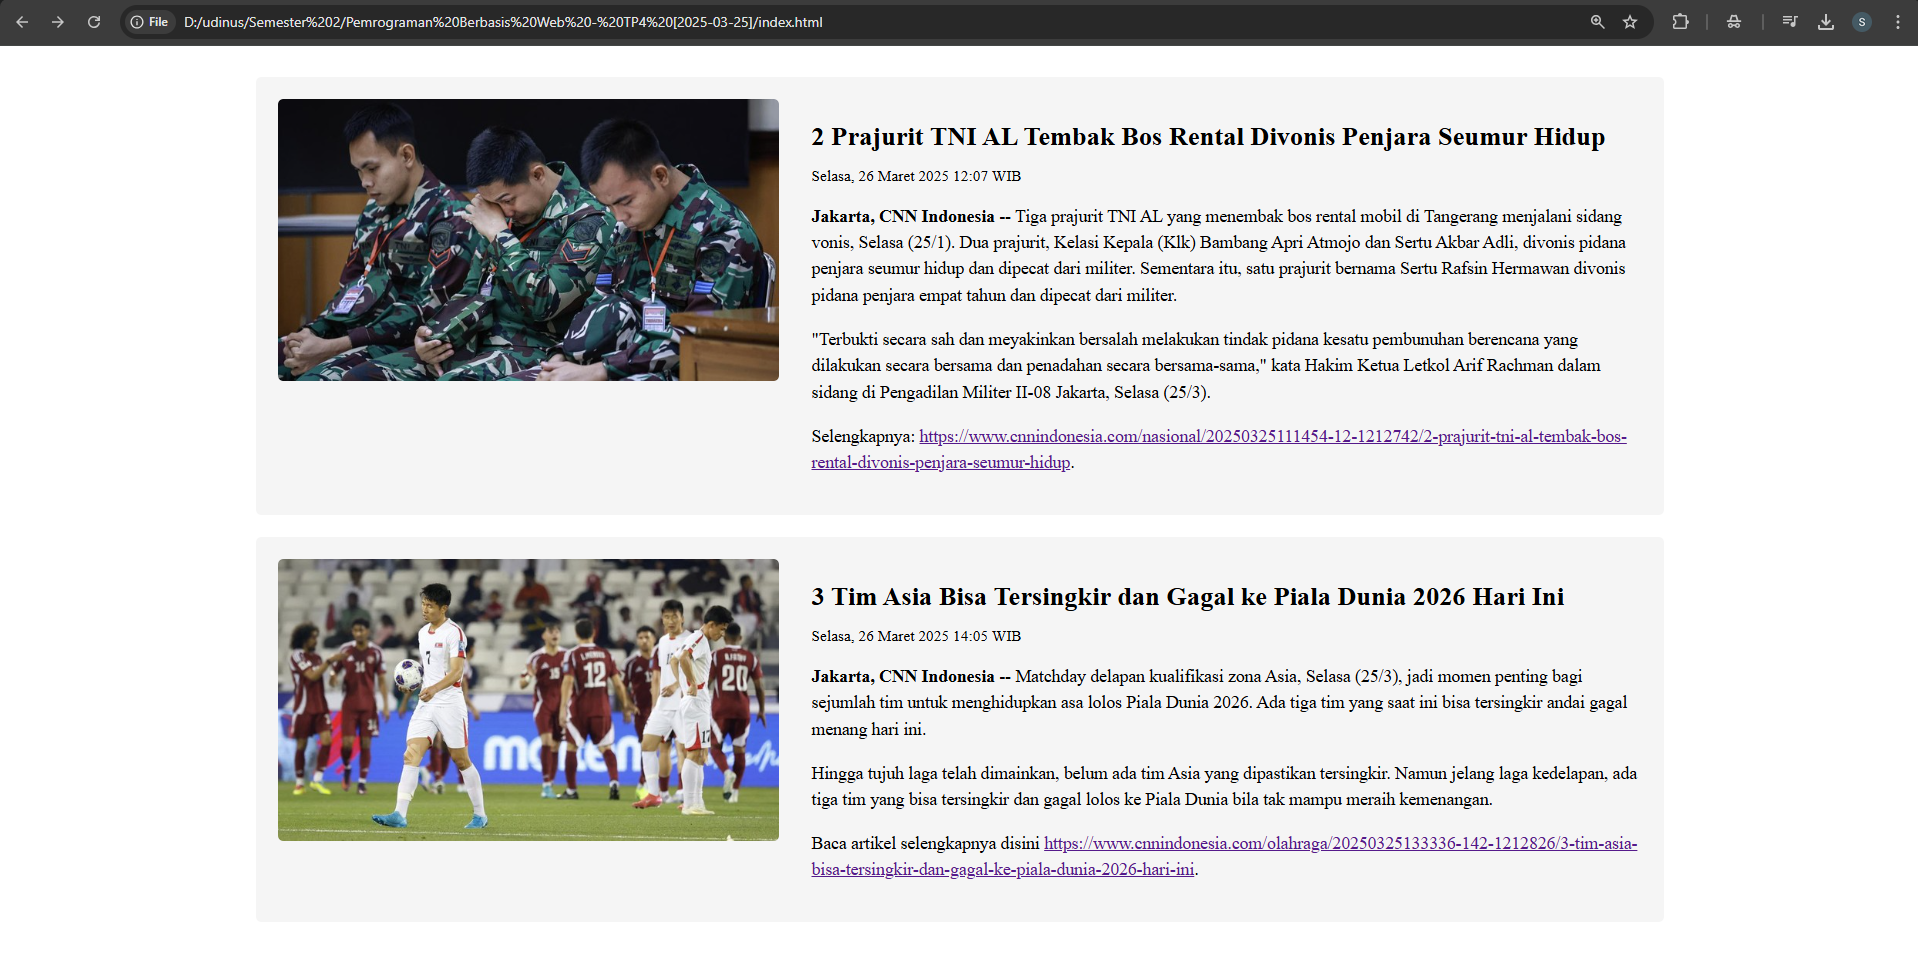 File D:/udinus/Semester%202/Pemrograman%20Berbasis%20Web%20-%20TP4%20[2025-03-25]/index.html
S
2 Prajurit TNI AL Tembak Bos Rental Divonis Penjara Seumur Hidup
Selasa, 26 Maret 2025 12:07 WIB
Jakarta, CNN Indonesia -- Tiga prajurit TNI AL yang menembak bos rental mobil di Tangerang menjalani sidang
vonis, Selasa (25/1). Dua prajurit, Kelasi Kepala (Klk) Bambang Apri Atmojo dan Sertu Akbar Adli, divonis pidana
penjara seumur hidup dan dipecat dari militer. Sementara itu, satu prajurit bernama Sertu Rafsin Hermawan divonis
pidana penjara empat tahun dan dipecat dari militer.
"Terbukti secara sah dan meyakinkan bersalah melakukan tindak pidana kesatu pembunuhan berencana yang
dilakukan secara bersama dan penadahan secara bersama-sama," kata Hakim Ketua Letkol Arif Rachman dalam
sidang di Pengadilan Militer II-08 Jakarta, Selasa (25/3).
Selengkapnya: https://www.cnnindonesia.com/nasional/20250325111454-12-1212742/2-prajurit-tni-al-tembak-bos-
rental-divonis-penjara-seumur-hidup.
7
14
12
20
17
molten
3 Tim Asia Bisa Tersingkir dan Gagal ke Piala Dunia 2026 Hari Ini
Selasa, 26 Maret 2025 14:05 WIB
Jakarta, CNN Indonesia -- Matchday delapan kualifikasi zona Asia, Selasa (25/3), jadi momen penting bagi
sejumlah tim untuk menghidupkan asa lolos Piala Dunia 2026. Ada tiga tim yang saat ini bisa tersingkir andai gagal
menang hari ini.
Hingga tujuh laga telah dimainkan, belum ada tim Asia yang dipastikan tersingkir. Namun jelang laga kedelapan, ada
tiga tim yang bisa tersingkir dan gagal lolos ke Piala Dunia bila tak mampu meraih kemenangan.
Baca artikel selengkapnya disini https://www.cnnindonesia.com/olahraga/20250325133336-142-1212826/3-tim-asia-
bisa-tersingkir-dan-gagal-ke-piala-dunia-2026-hari-ini.